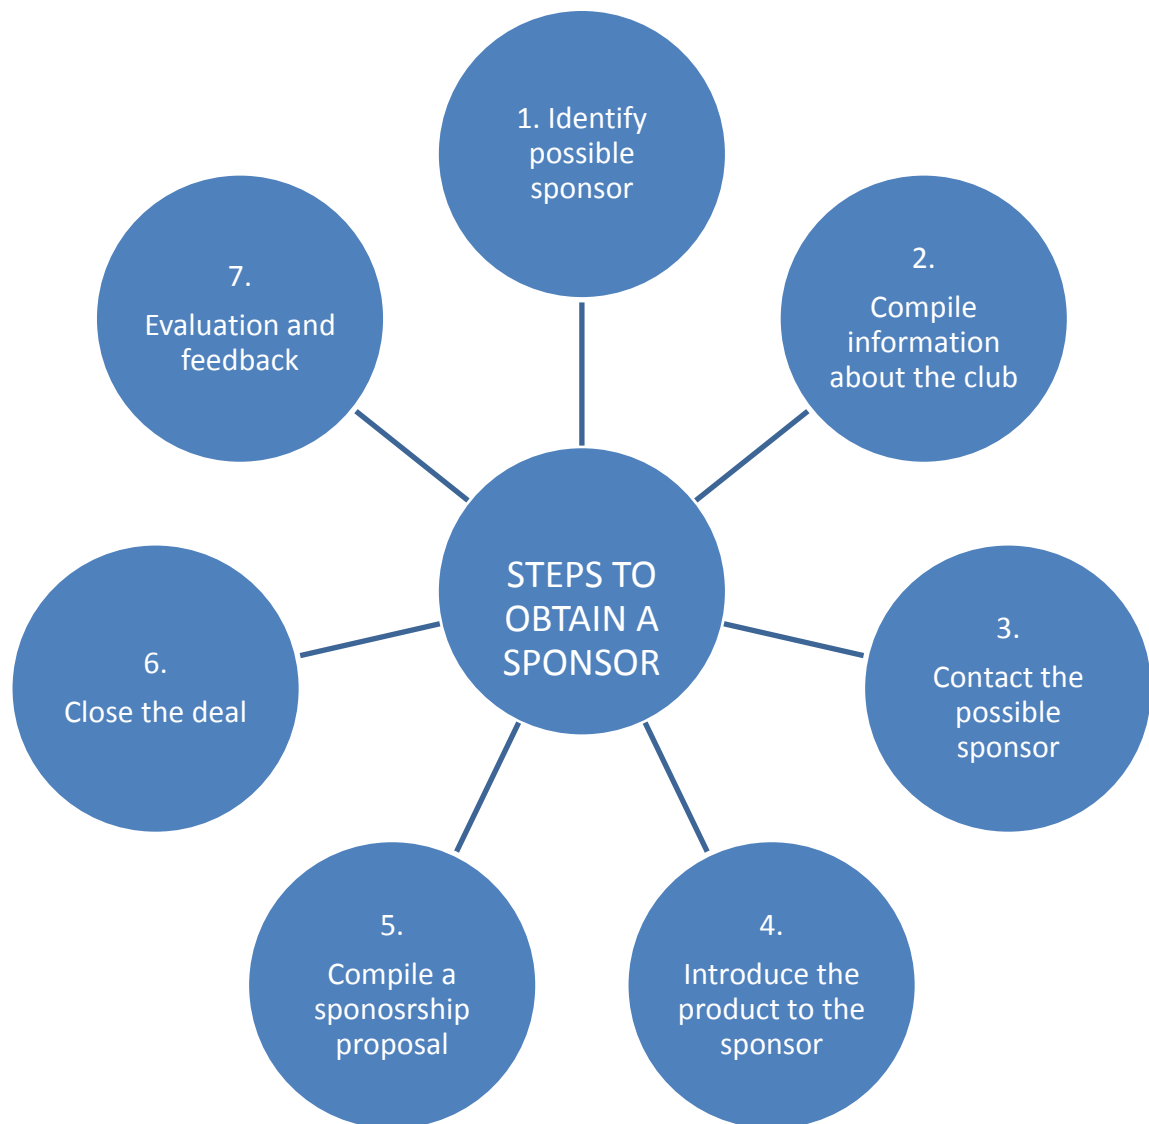 1. Identify
possible
sponsor
2.
Compile
information
about the club
3.
Contact the
possible
sponsor
4.
Introduce the
product to the
sponsor
5.
Compile a
sponosrship
proposal
6.
Close the deal
7.
Evaluation and
feedback
STEPS TO
OBTAIN A
SPONSOR